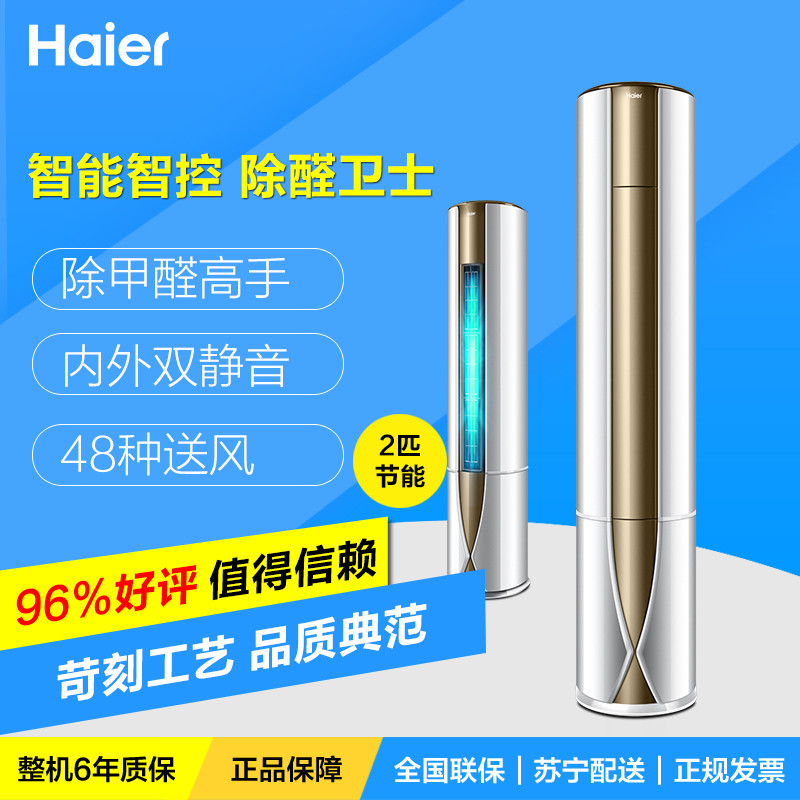 Haier
智能智控 除醛卫士
除甲醛高手
内外双静音
48种送风
2匹
节能
Haier
96%好评 值得信赖
苛刻工艺 品质典范
整机6年质保
正品保障
全国联保 | 苏宁配送 | 正规发票